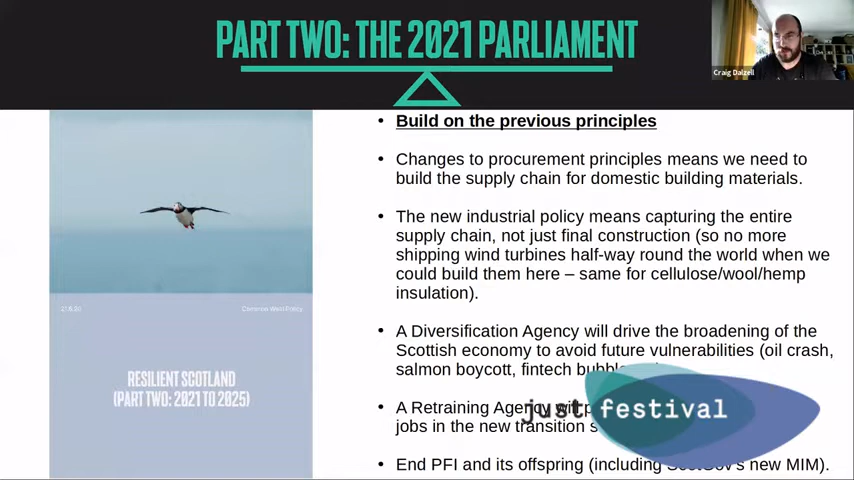 PART TWO: THE 2021 PARLIAMENT
Craig Dalzell
Build on the previous principles
Changes to procurement principles means we need to
build the supply chain for domestic building materials.
The new industrial policy means capturing the entire
supply chain, not just final construction (so no more
shipping wind turbines half-way round the world when we
could build them here – same for cellulose/wool/hemp
insulation).
A Diversification Agency will drive the broadening of the
Scottish economy to avoid future vulnerabilities (oil crash,
salmon boycott, fintech
A Retraining Agency will
jobs in the new transition
End PFI and its offspring (including ScotGov's new MIM).
Common Weal Policy
RESILIENT SCOTLAND
(PART TWO: 2021 TO 2025)
just festival